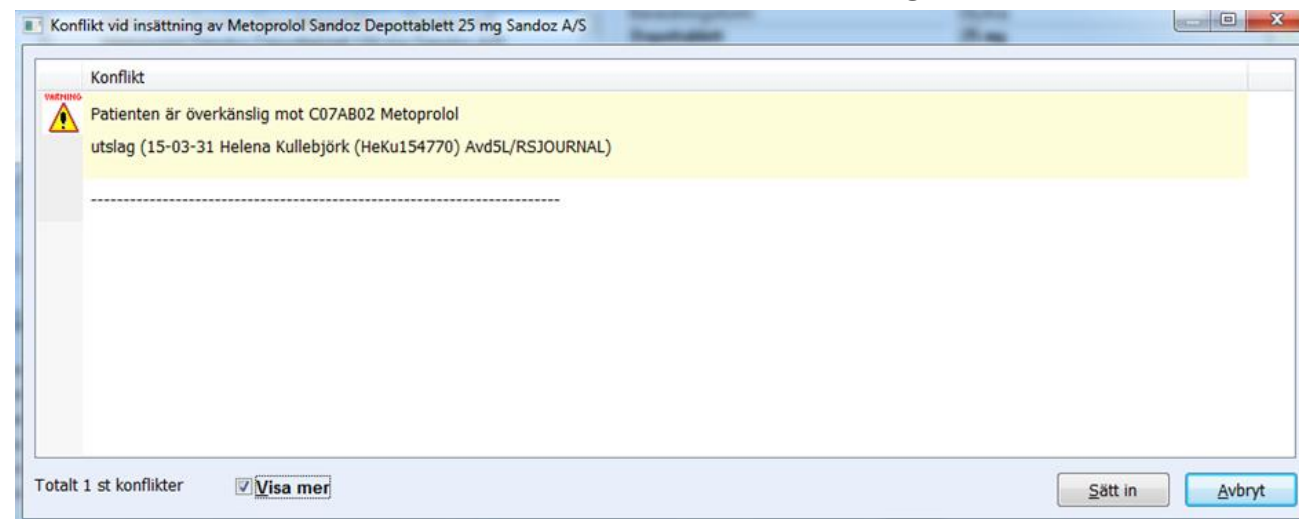 Konflikt vid insättning av Metoprolol Sandoz Depottablett 25 mg Sandoz A/S
Konflikt
VARNING
Patienten är överkänslig mot C07AB02 Metoprolol
utslag (15-03-31 Helena Kullebjörk (HeKu154770) Avd5L/RSJOURNAL)
------------------------------------------------------------------------
Totalt 1 st konflikter Visa mer Sätt in Avbryt